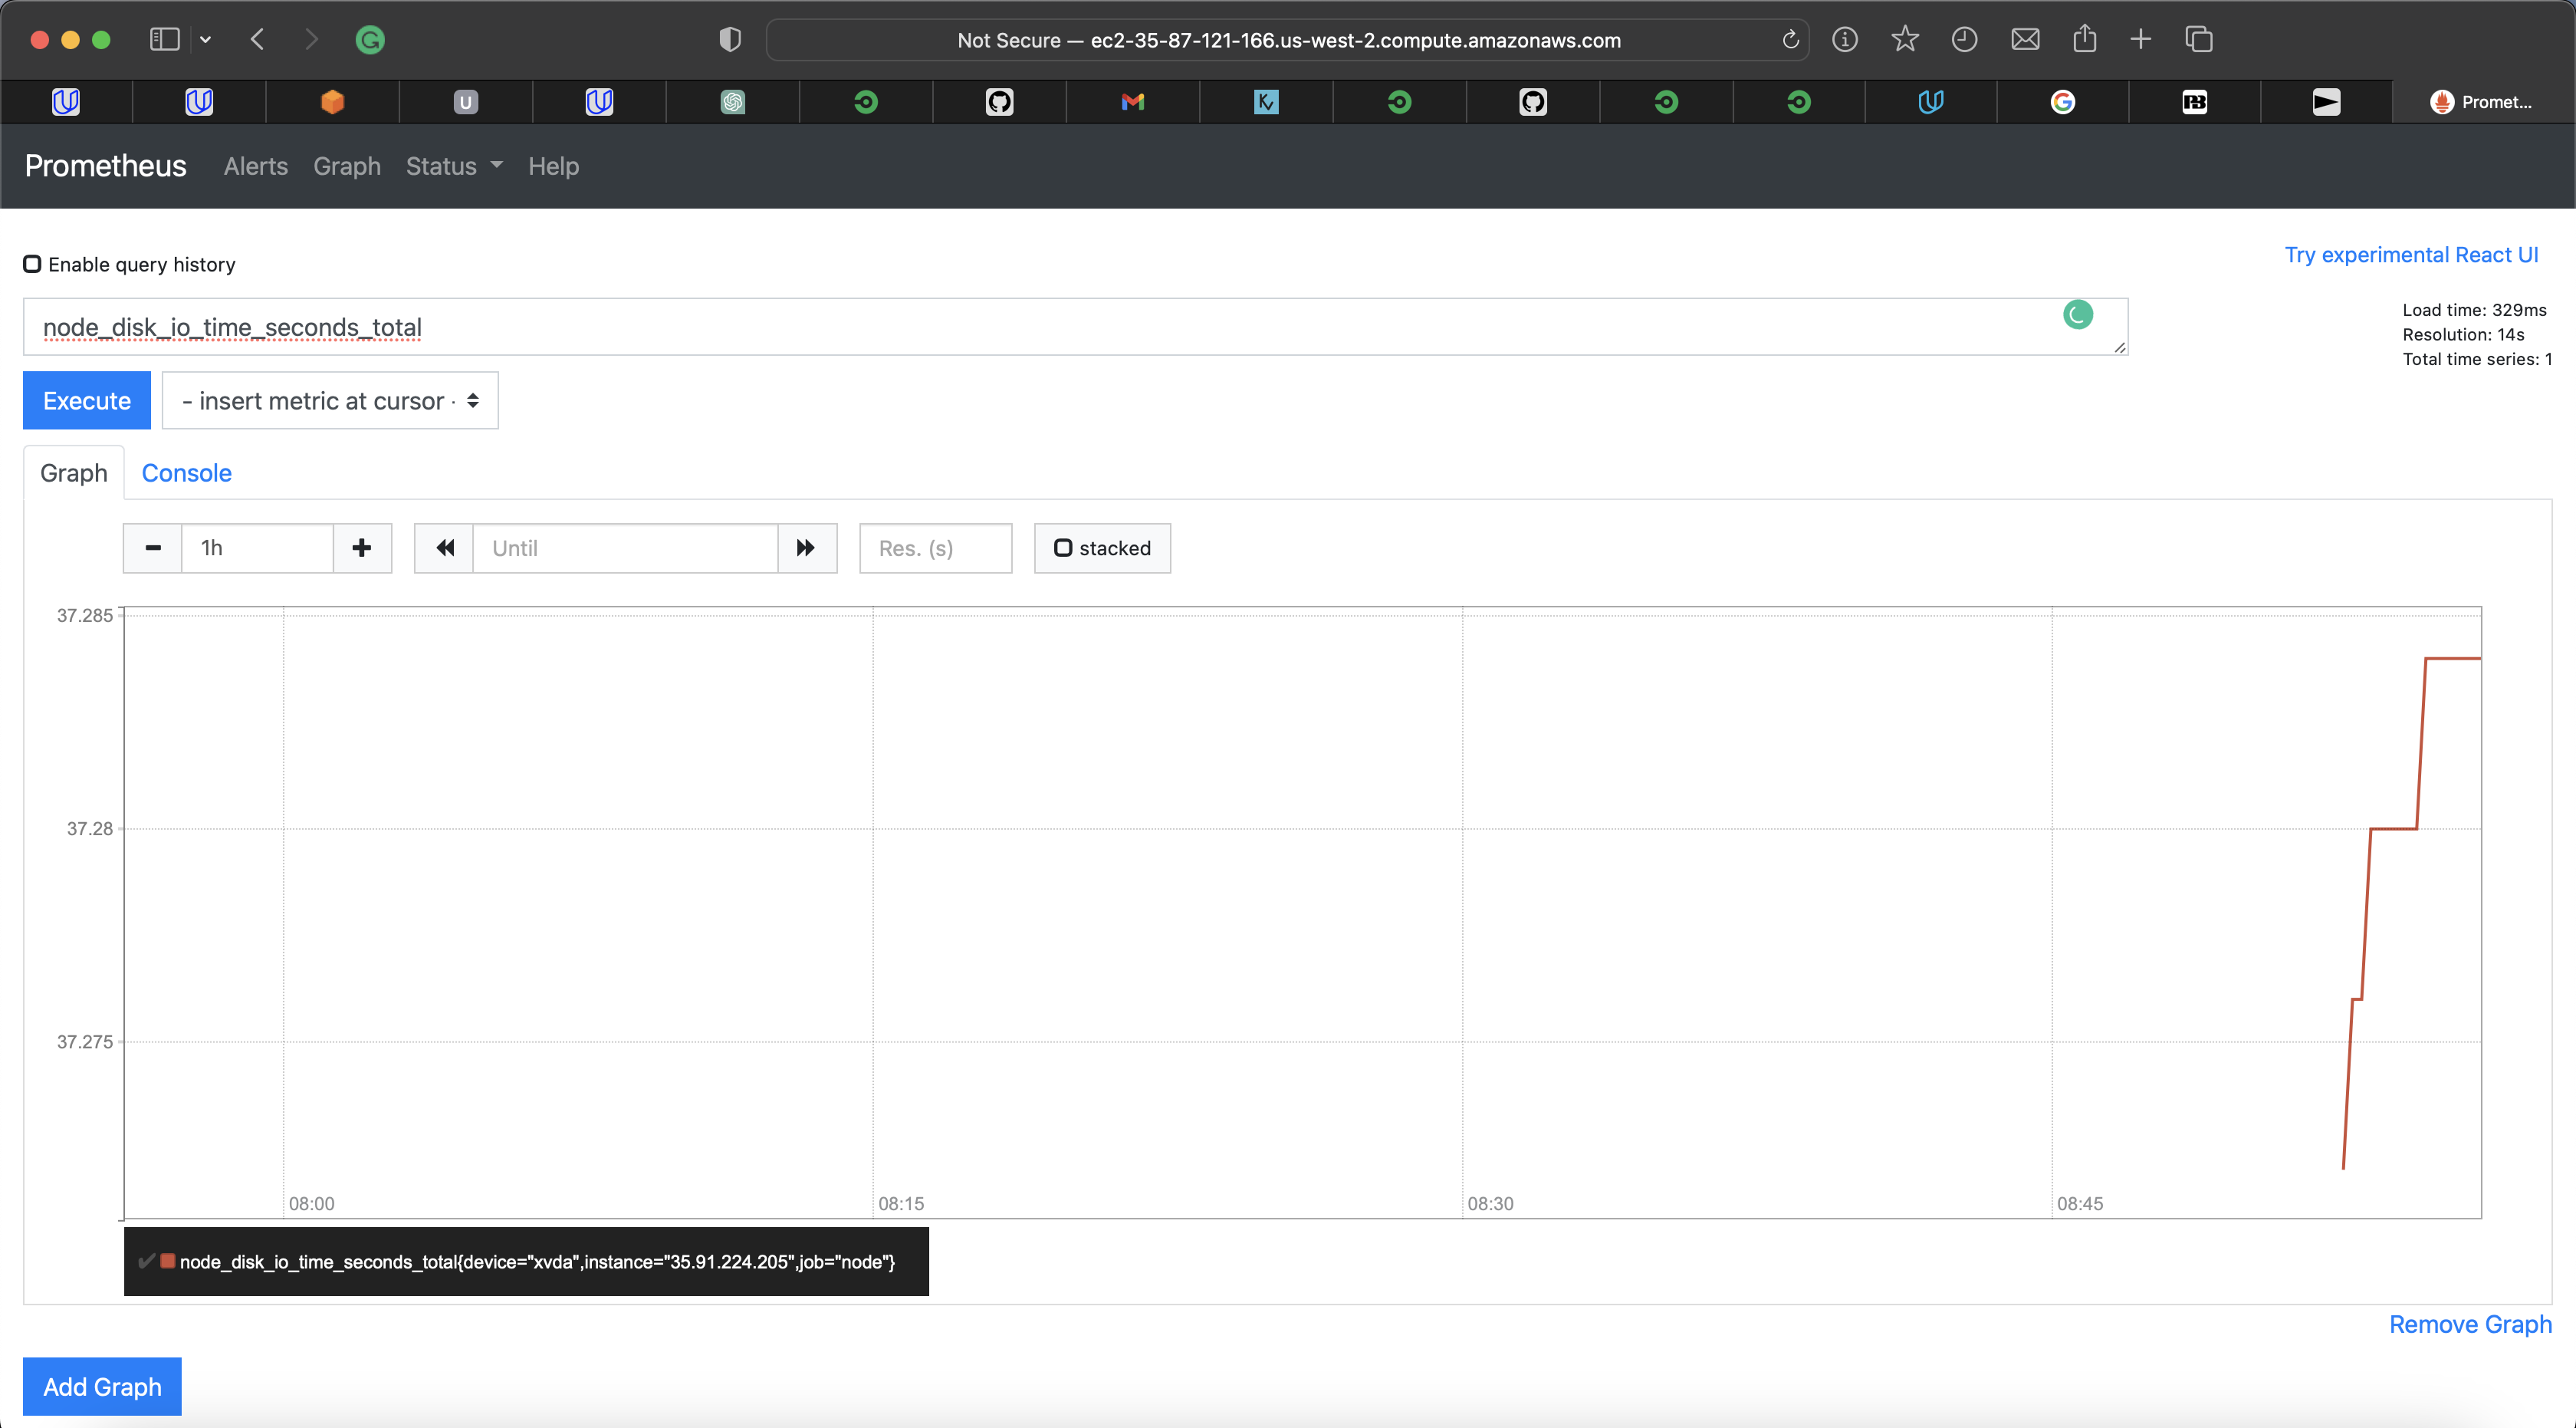 Not Secure — ec2-35-87-121-166.us-west-2.compute.amazonaws.com
U
K
Promet...
Prometheus Alerts Graph Status Help
Enable query history
Try experimental React UI
node_disk_io_time_seconds_total
Load time: 329ms
Resolution: 14s
Total time series: 1
Execute
- insert metric at cursor -
Graph
Console
1h
Until
Res. (s)
stacked
37.285
37.28
37.275
08:00
08:15
08:30
08:45
node_disk_io_time_seconds_total{device="xvda",instance="35.91.224.205",job="node"}
Remove Graph
Add Graph